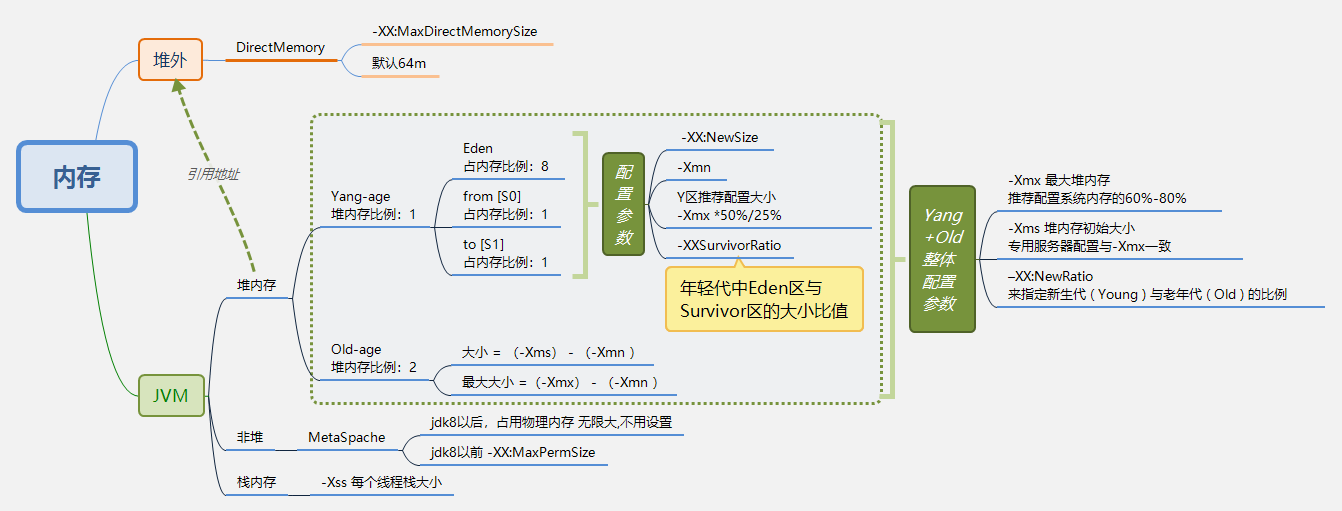 内存
堆外
DirectMemory
-XX:MaxDirectMemorySize
默认64m
引用地址
JVM
堆内存
Yang-age
堆内存比例：1
Eden
占内存比例：8
from [S0]
占内存比例：1
to [S1]
占内存比例：1
配
置
参
数
-XX:NewSize
-Xmn
Y区推荐配置大小
-Xmx *50%/25%
-XXSurvivorRatio
年轻代中Eden区与
Survivor区的大小比值
Old-age
堆内存比例：2
大小 = （-Xms） - （-Xmn ）
最大大小 =（-Xmx） - （-Xmn ）
Yang
+Old
整体
配置
参数
-Xmx 最大堆内存
推荐配置系统内存的60%-80%
-Xms 堆内存初始大小
专用服务器配置与-Xmx一致
–XX:NewRatio
来指定新生代 ( Young ) 与老年代 ( Old ) 的比例
非堆
MetaSpache
jdk8以后，占用物理内存 无限大,不用设置
jdk8以前 -XX:MaxPermSize
栈内存
-Xss 每个线程栈大小